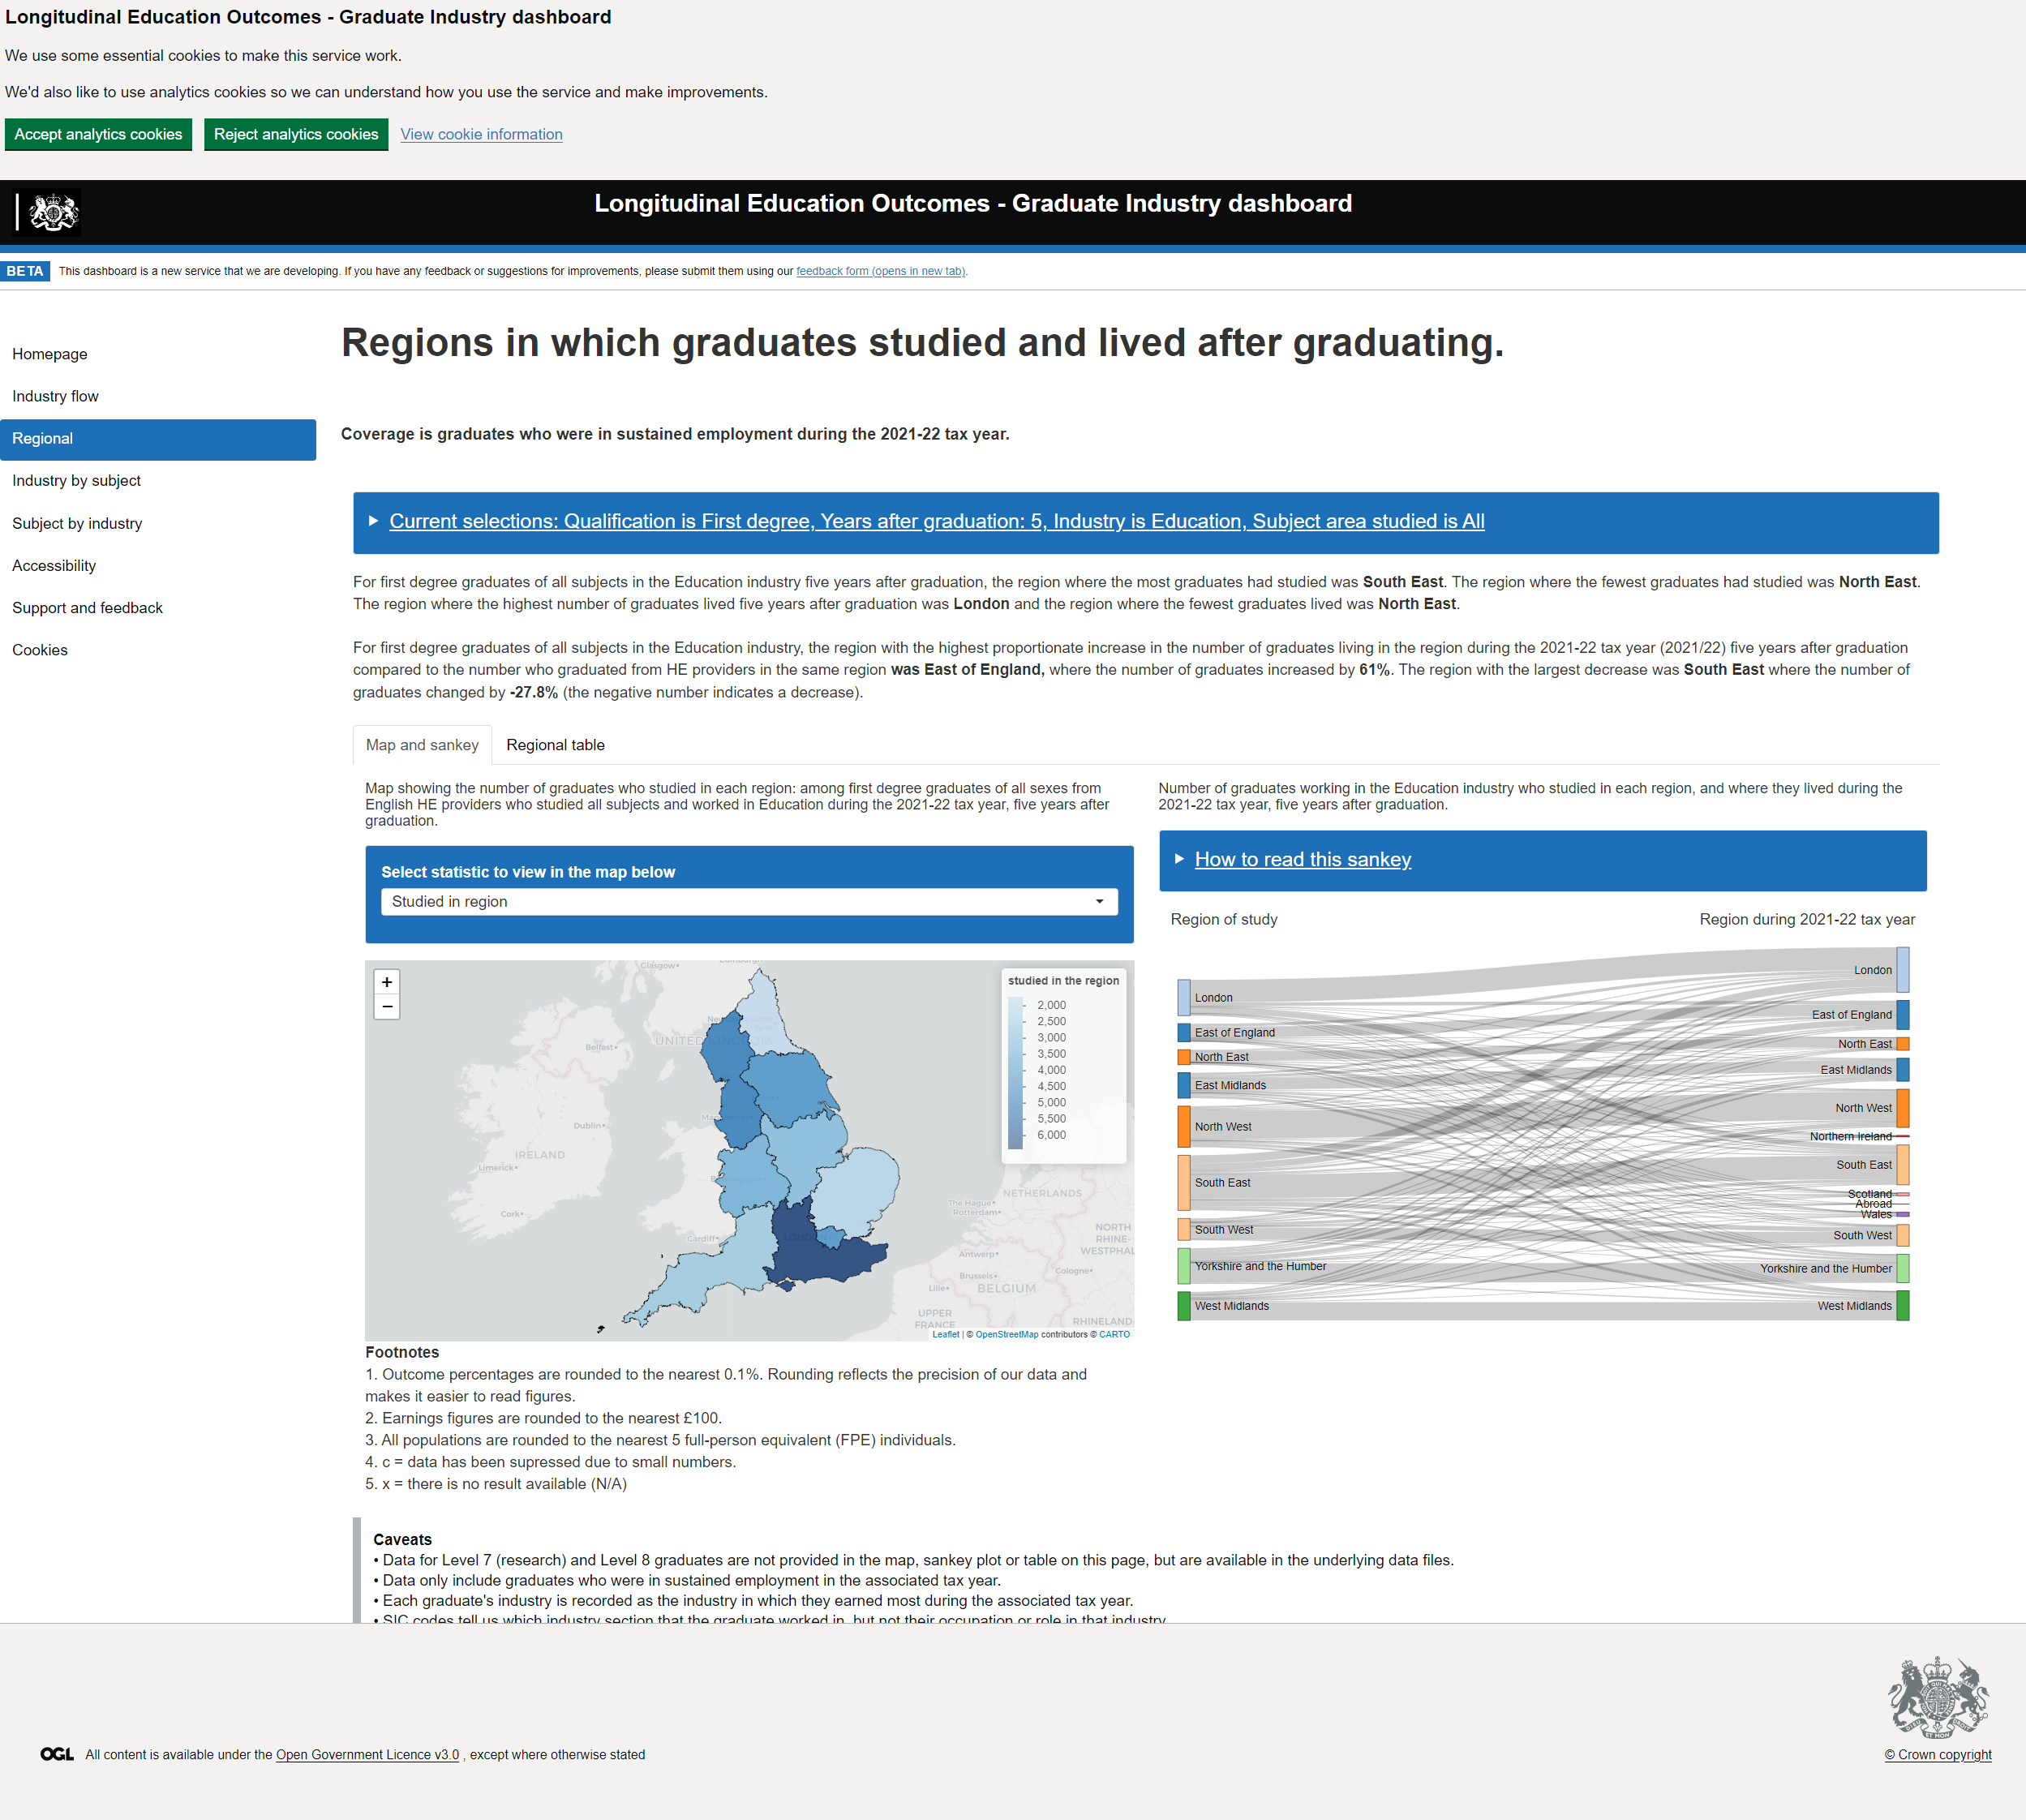 Longitudinal Education Outcomes - Graduate Industry dashboard
We use some essential cookies to make this service work.
We'd also like to use analytics cookies so we can understand how you use the service and make improvements.
Accept analytics cookies
Reject analytics cookies
View cookie information
Longitudinal Education Outcomes - Graduate Industry dashboard
BETA
This dashboard is a new service that we are developing. If you have any feedback or suggestions for improvements, please submit them using our feedback form (opens in new tab).
Homepage
Industry flow
Regional
Industry by subject
Subject by industry
Accessibility
Support and feedback
Cookies
Regions in which graduates studied and lived after graduating.
Coverage is graduates who were in sustained employment during the 2021-22 tax year.
Current selections: Qualification is First degree, Years after graduation: 5, Industry is Education, Subject area studied is All
For first degree graduates of all subjects in the Education industry five years after graduation, the region where the most graduates had studied was South East. The region where the fewest graduates had studied was North East.
The region where the highest number of graduates lived five years after graduation was London and the region where the fewest graduates lived was North East.
For first degree graduates of all subjects in the Education industry, the region with the highest proportionate increase in the number of graduates living in the region during the 2021-22 tax year (2021/22) five years after graduation
compared to the number who graduated from HE providers in the same region was East of England, where the number of graduates increased by 61%. The region with the largest decrease was South East where the number of
graduates changed by -27.8% (the negative number indicates a decrease).
Map and sankey
Regional table
Map showing the number of graduates who studied in each region: among first degree graduates of all sexes from
English HE providers who studied all subjects and worked in Education during the 2021-22 tax year, five years after
graduation.
Select statistic to view in the map below
Studied in region
+
−
Glasgow
UNITED
Belfast
Dublin
IRELAND
Limerick
Cork
Cardiff
The Hague
Rotterdam
NETHERLANDS
NORTH
RHINE-
WESTPHAL
Antwerp
Brussels
Cologne
Lille
BELGIUM
UPPER
FRANCE
RHINELAND-
studied in the region
2,000
2,500
3,000
3,500
4,000
4,500
5,000
5,500
6,000
Leaflet | © OpenStreetMap contributors © CARTO
Number of graduates working in the Education industry who studied in each region, and where they lived during the
2021-22 tax year, five years after graduation.
How to read this sankey
Region of study
Region during 2021-22 tax year
London
East of England
North East
East Midlands
North West
South East
South West
Yorkshire and the Humber
West Midlands
London
East of England
North East
East Midlands
North West
Northern Ireland
South East
Scotland
Abroad
Wales
South West
Yorkshire and the Humber
West Midlands
Footnotes
1. Outcome percentages are rounded to the nearest 0.1%. Rounding reflects the precision of our data and
makes it easier to read figures.
2. Earnings figures are rounded to the nearest £100.
3. All populations are rounded to the nearest 5 full-person equivalent (FPE) individuals.
4. c = data has been supressed due to small numbers.
5. x = there is no result available (N/A)
Caveats
• Data for Level 7 (research) and Level 8 graduates are not provided in the map, sankey plot or table on this page, but are available in the underlying data files.
• Data only include graduates who were in sustained employment in the associated tax year.
• Each graduate's industry is recorded as the industry in which they earned most during the associated tax year.
• SIC codes tell us which industry section that the graduate worked in, but not their occupation or role in that industry
OGL All content is available under the Open Government Licence v3.0 , except where otherwise stated
© Crown copyright